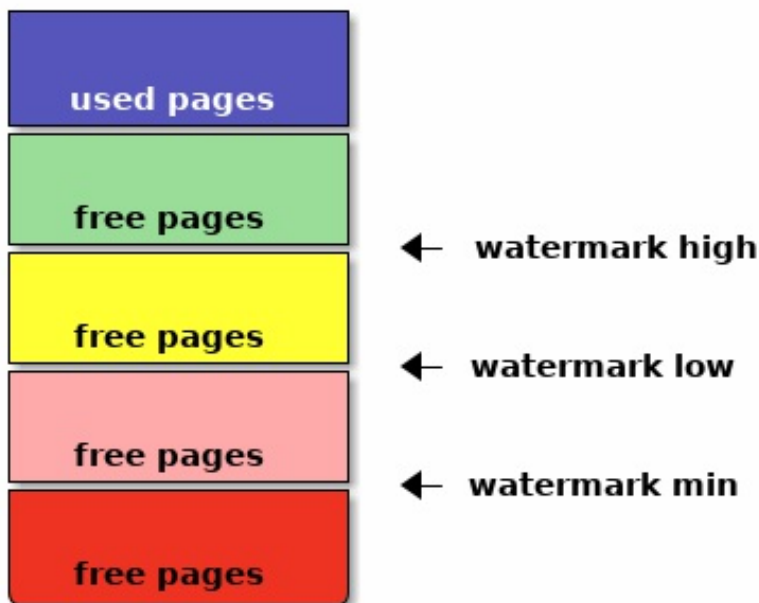 used pages
free pages
watermark high
free pages
watermark low
free pages
watermark min
free pages